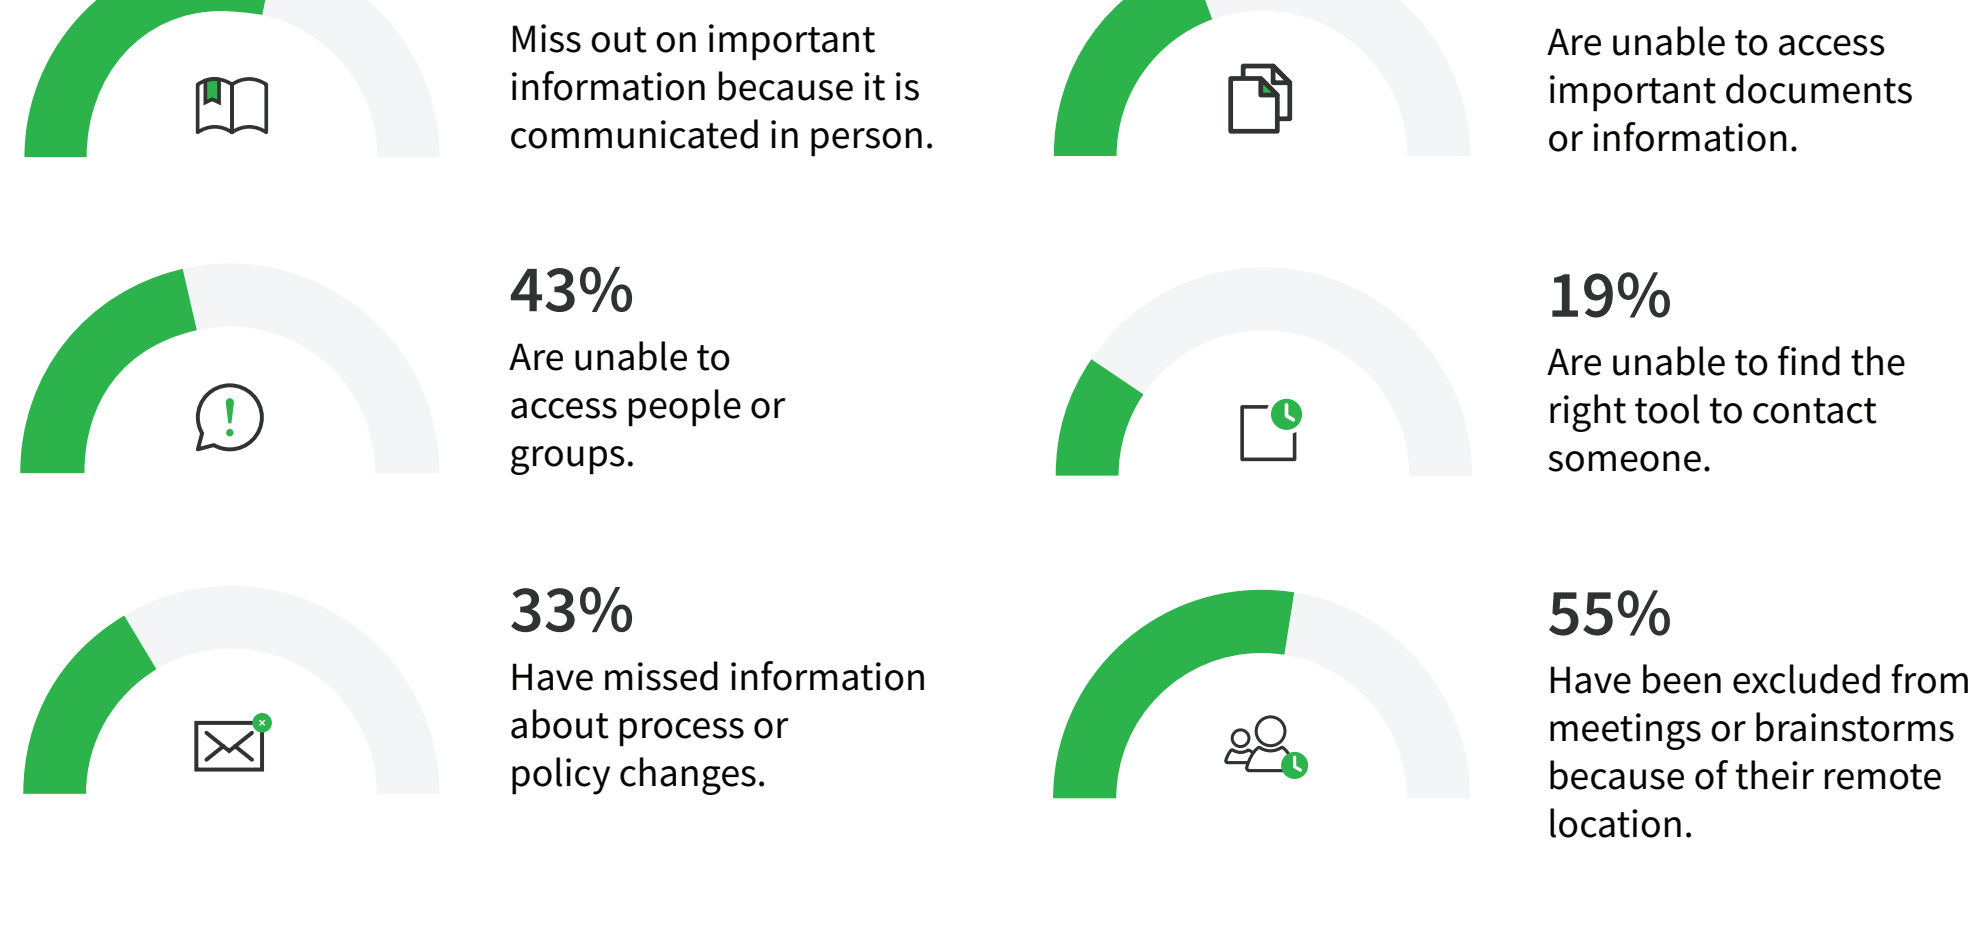 Miss out on important
information because it is
communicated in person.
Are unable to access
important documents
or information.
43%
Are unable to
access people or
groups.
19%
Are unable to find the
right tool to contact
someone.
33%
Have missed information
about process or
policy changes.
55%
Have been excluded from
meetings or brainstorms
because of their remote
location.